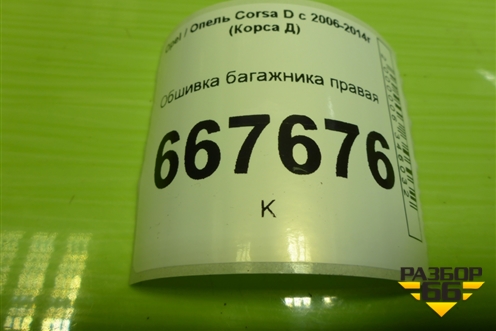 Opel / Опель Corsa D с 2006-2014г
(Корса Д)
Обшивка багажника правая
667676
К
РАЗБОР
66